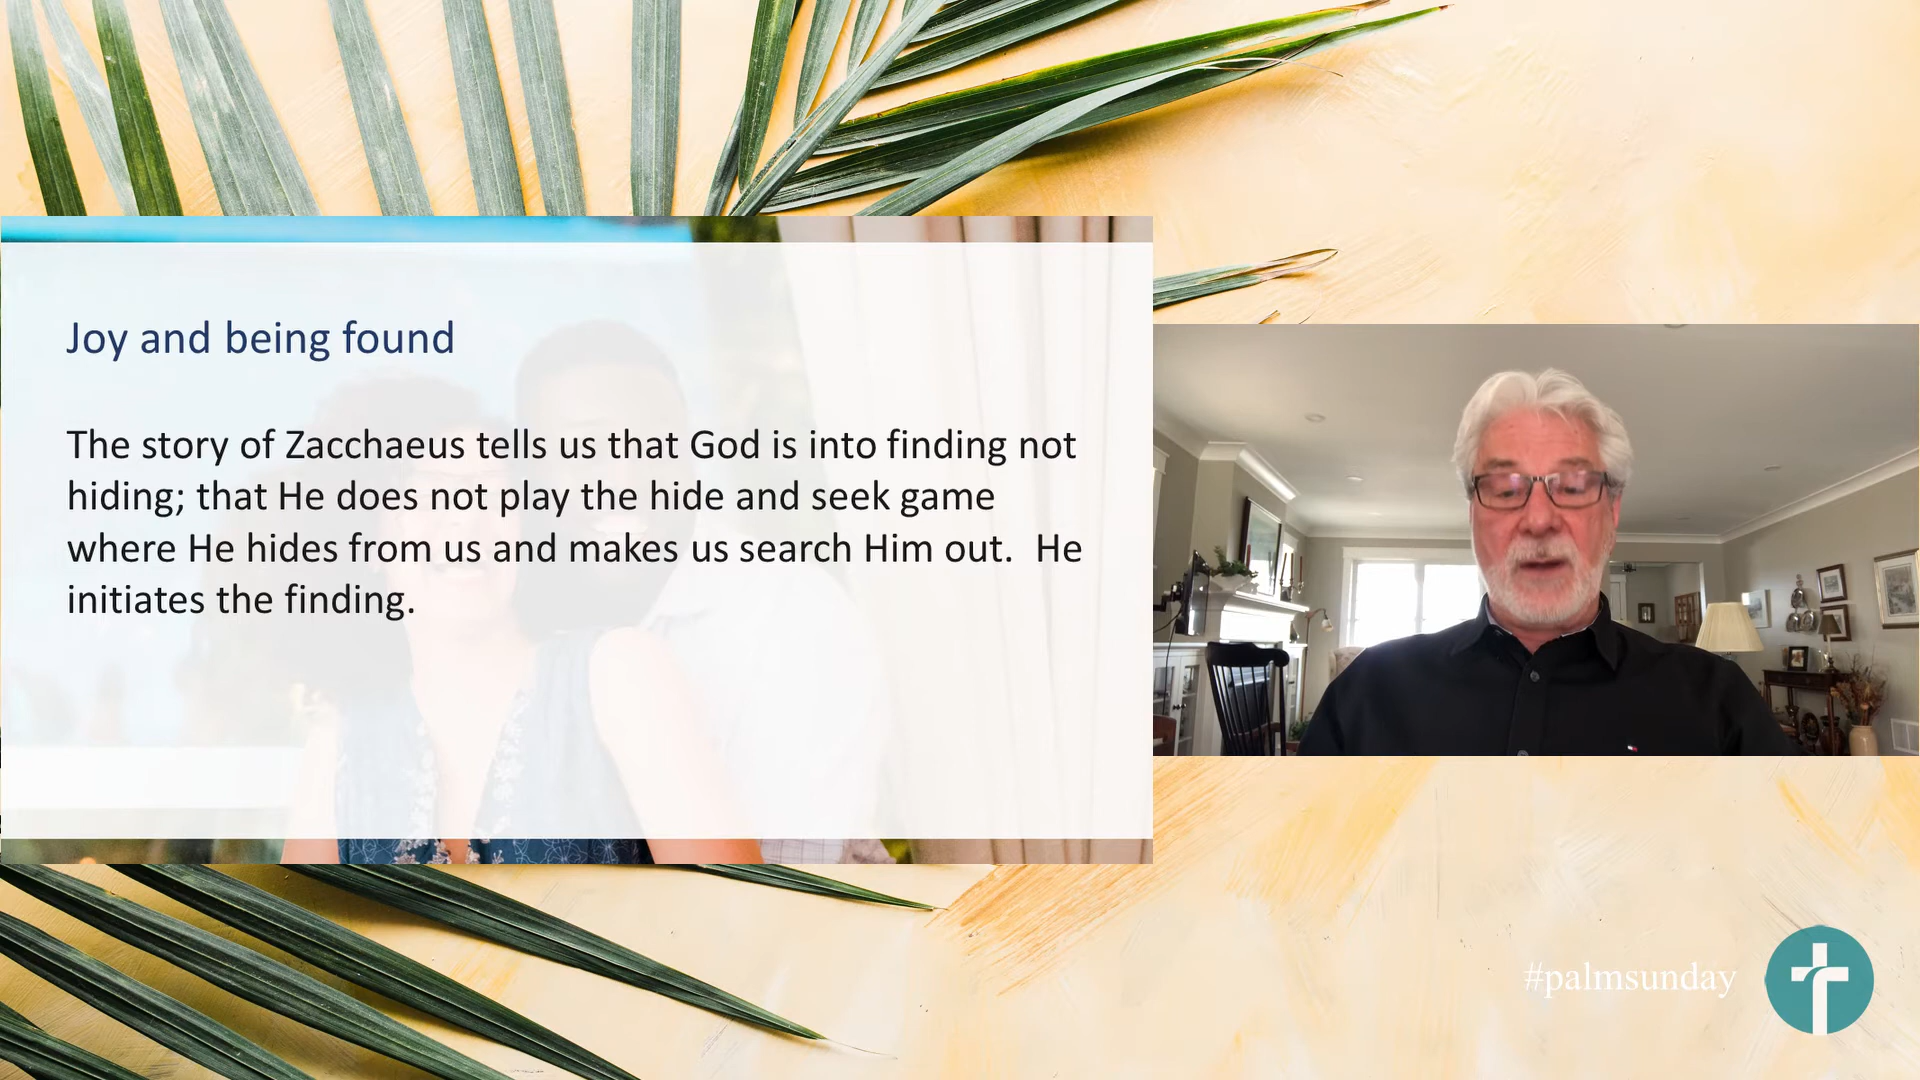 Joy and being found
The story of Zacchaeus tells us that God is into finding not
hiding; that He does not play the hide and seek game
where He hides from us and makes us search Him out.  He
initiates the finding.
#palmsunday